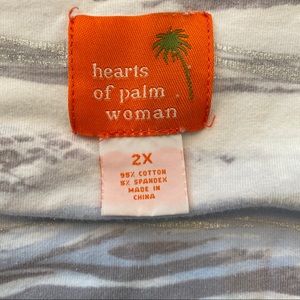 hearts
of palm
woman
2X
95% COTTON
5% SPANDEX
MADE IN
CHINA